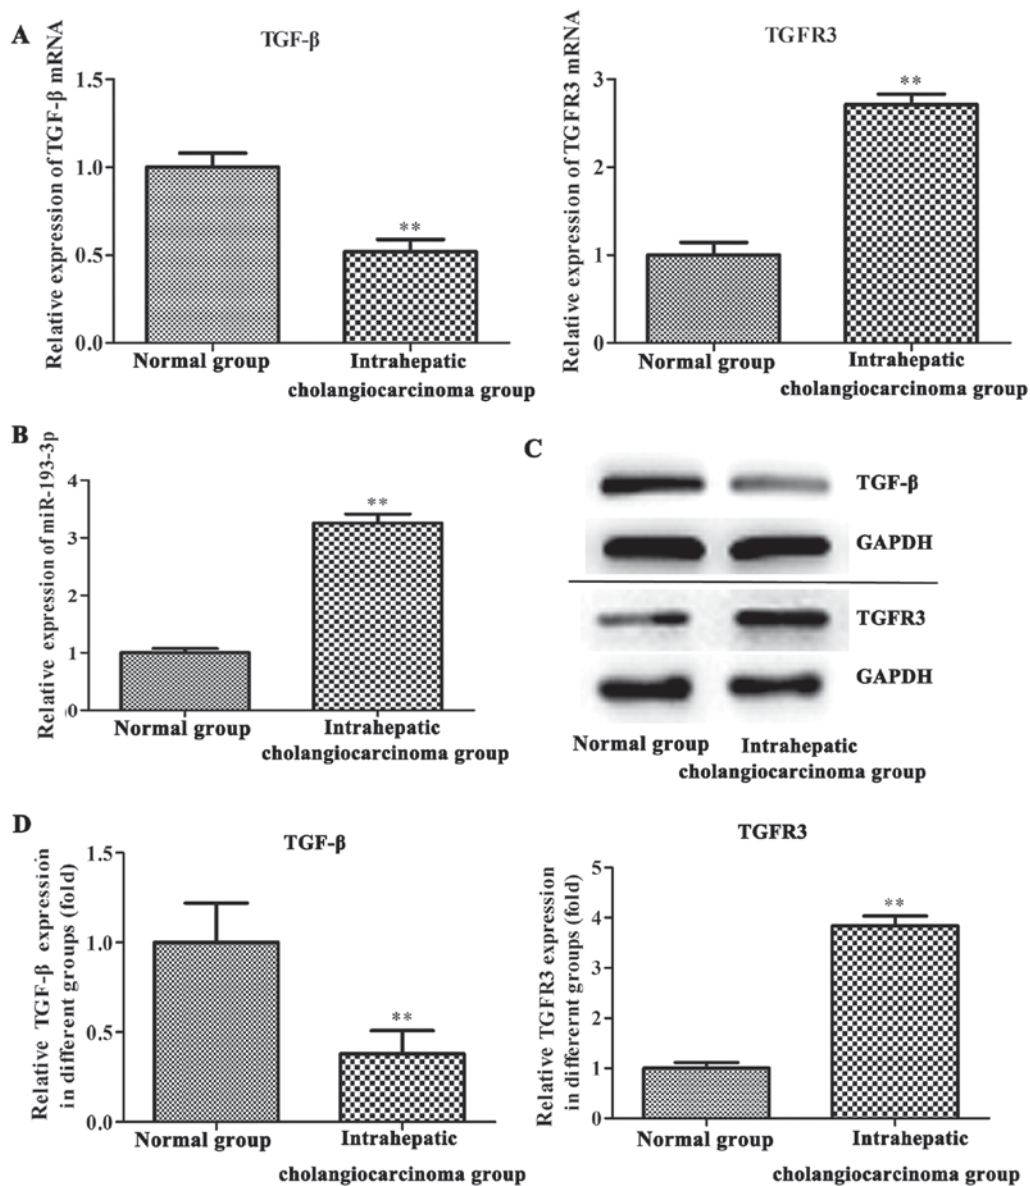 A
TGF-β
Relative expression of TGF-β mRNA
1.5
1.0
0.5
0.0
**
Normal group
Intrahepatic
cholangiocarcinoma group
TGFR3
Relative expression of TGFR3 mRNA
3
2
1
0
**
Normal group
Intrahepatic
cholangiocarcinoma group
B
Relative expression of miR-193-3p
4
3
2
1
0
**
Normal group
Intrahepatic
cholangiocarcinoma group
C
TGF-β
GAPDH
TGFR3
GAPDH
Normal group
Intrahepatic
cholangiocarcinoma group
D
TGF-β
Relative TGF-β expression
in different groups (fold)
1.5
1.0
0.5
0.0
**
Normal group
Intrahepatic
cholangiocarcinoma group
TGFR3
Relative TGFR3 expression
in differernt groups (fold)
5
4
3
2
1
0
**
Normal group
Intrahepatic
cholangiocarcinoma group